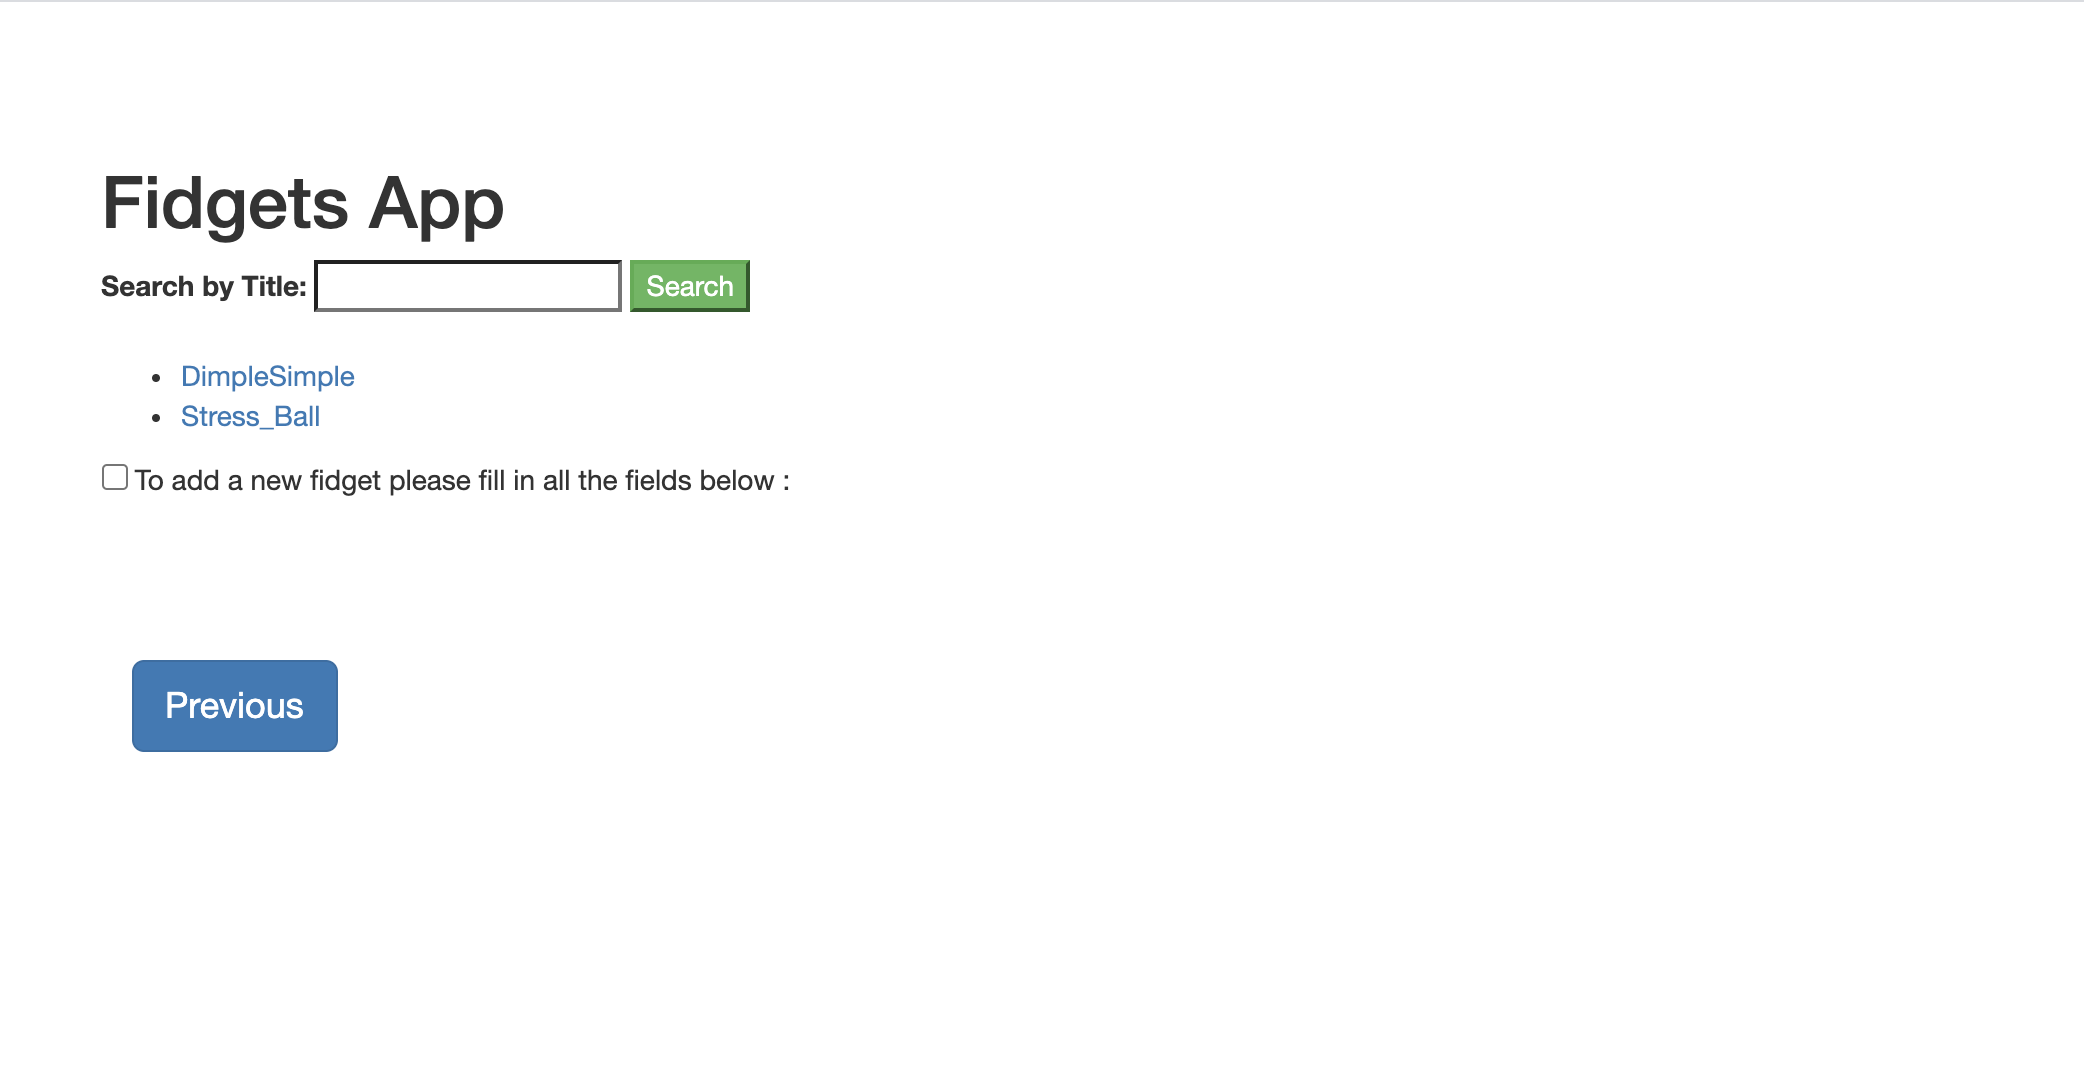 Fidgets App
Search by Title: Search
DimpleSimple
Stress_Ball
To add a new fidget please fill in all the fields below :
Previous